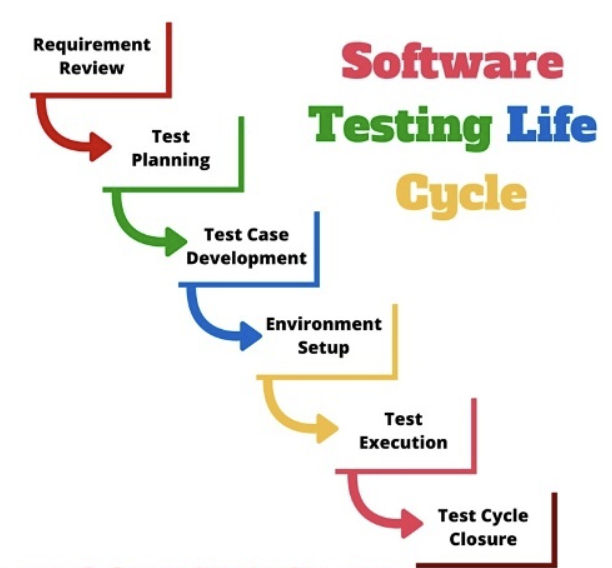 Requirement
Review
Software
Testing Life
Cycle
Test
Planning
Test Case
Development
Environment
Setup
Test
Execution
Test Cycle
Closure